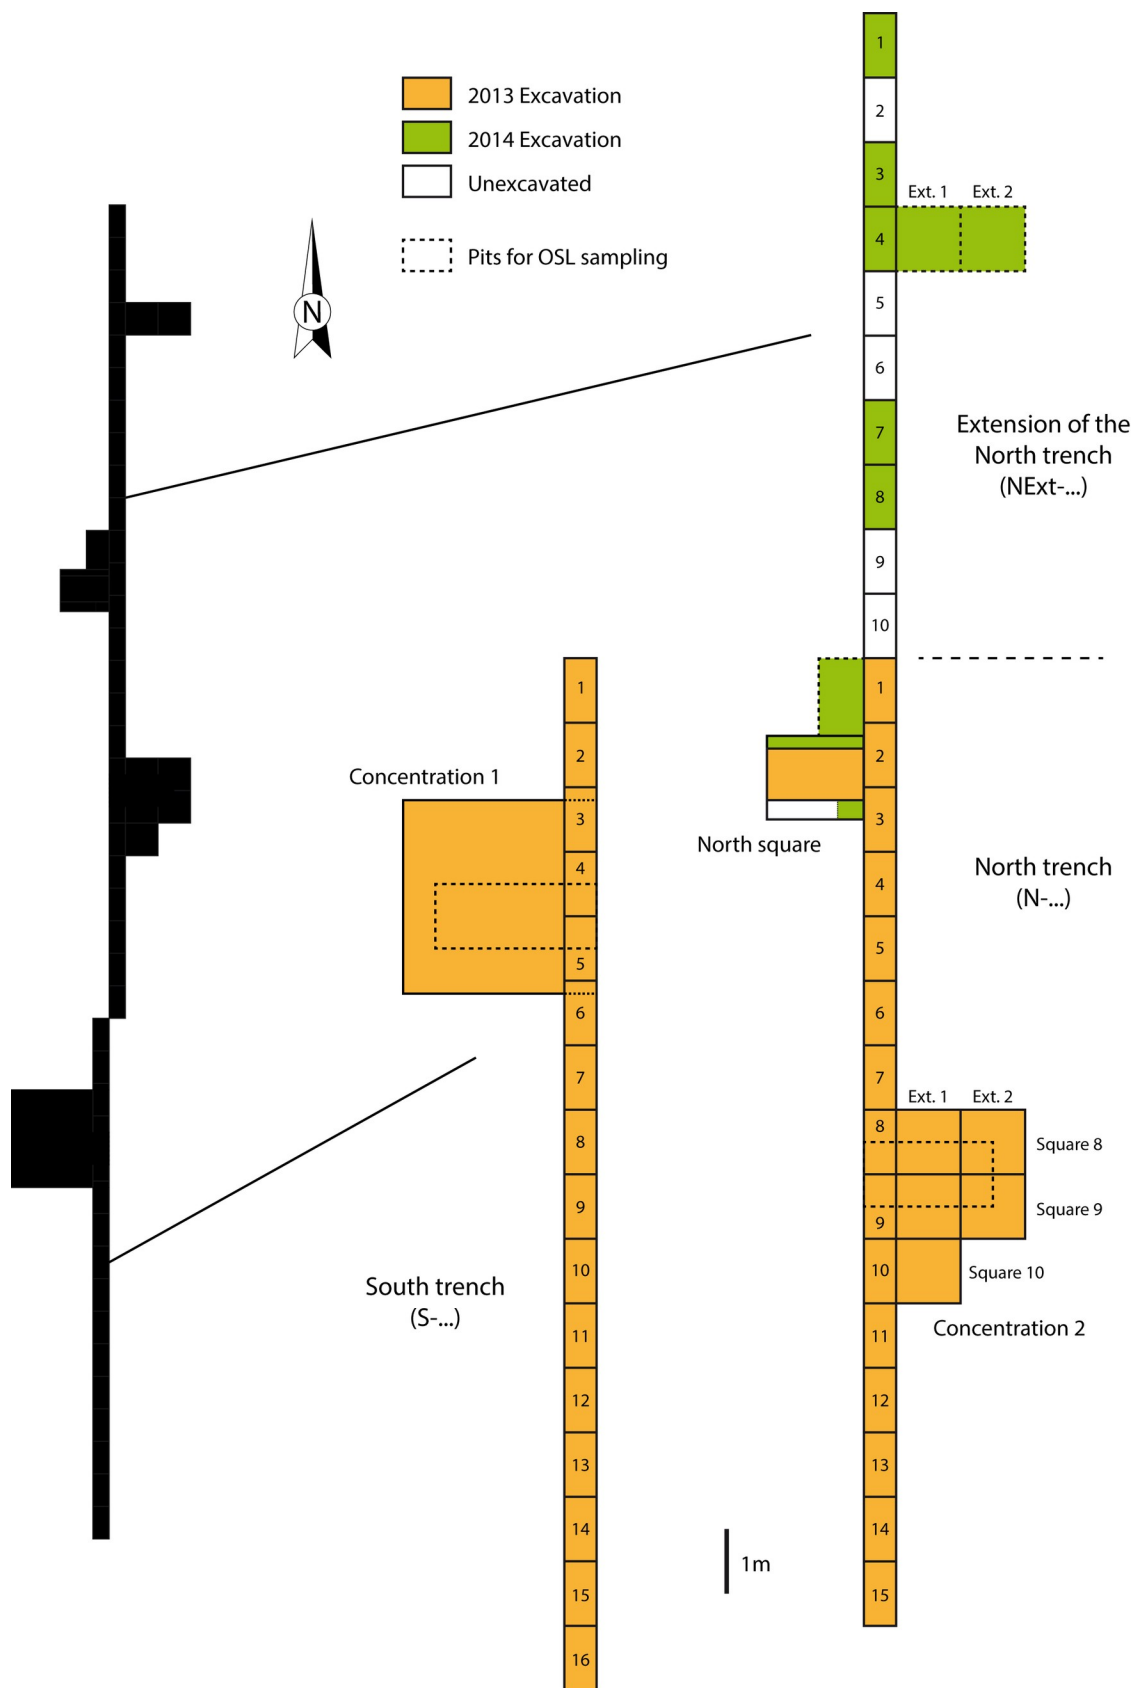 2013 Excavation
2014 Excavation
Unexcavated
Pits for OSL sampling
N
1
2
3
Ext. 1 Ext. 2
4
5
6
7
8
9
10
Extension of the
North trench
(NExt-...)
Concentration 1
1
2
3
4
5
6
7
8
9
10
11
12
13
14
15
16
South trench
(S-...)
North square
1
2
3
4
5
6
7
Ext. 1 Ext. 2
8
Square 8
9
Square 9
10
Square 10
Concentration 2
11
12
13
14
15
North trench
(N-...)
1m